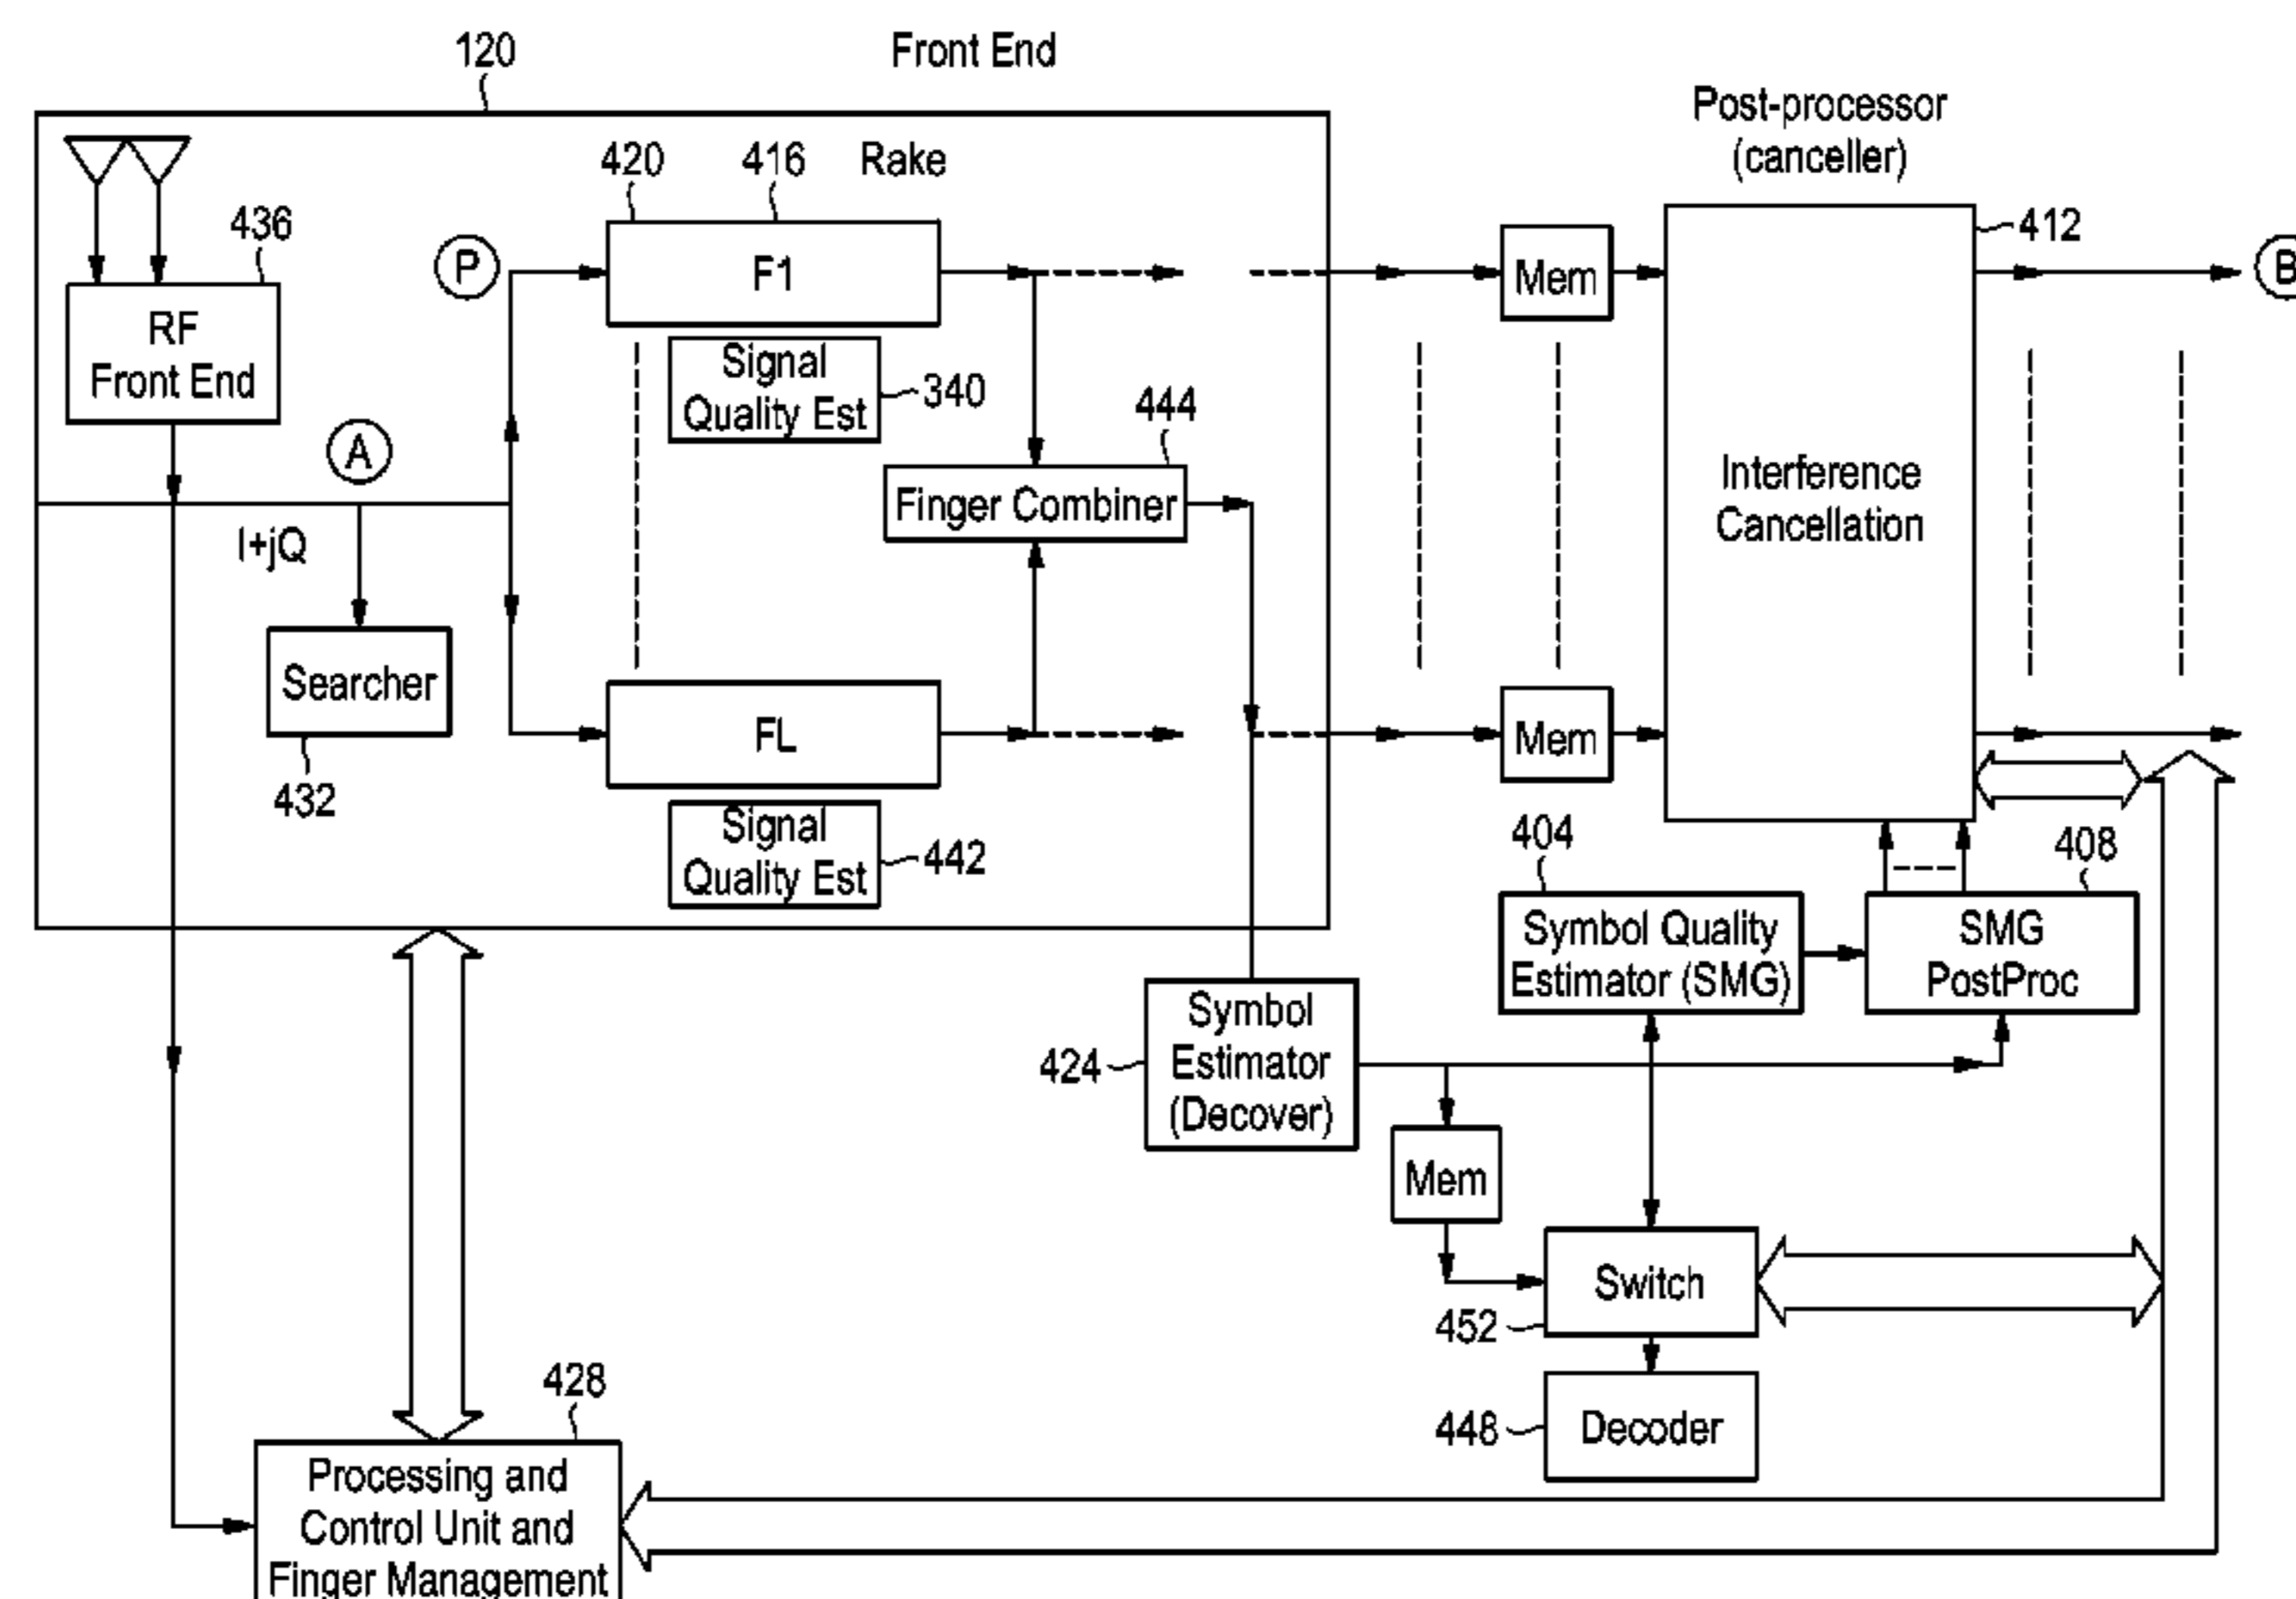 120
Front End
Post-processor
(canceller)
420
416
Rake
436
412
P
F1
Mem
B
RF
Front End
Signal
Quality Est
340
444
A
Interference
Cancellation
Finger Combiner
I+jQ
Searcher
FL
Mem
432
Signal
Quality Est
442
404
408
Symbol Quality
Estimator (SMG)
SMG
PostProc
Symbol
Estimator
(Decover)
424
Mem
Switch
452
428
Decoder
448
Processing and
Control Unit and
Finger Management